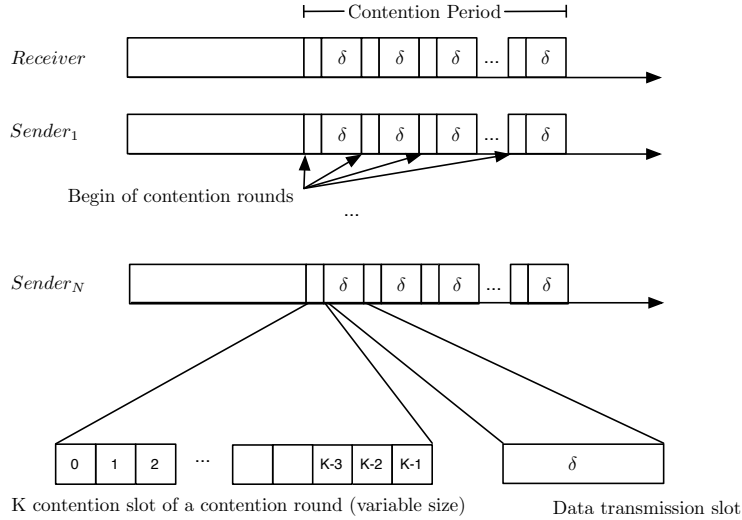 Contention Period
Receiver δ δ δ ... δ
Sender₁ δ δ δ ... δ
Begin of contention rounds
...
Sender_N δ δ δ ... δ
0 1 2 ... K-3 K-2 K-1 δ
K contention slot of a contention round (variable size)
Data transmission slot